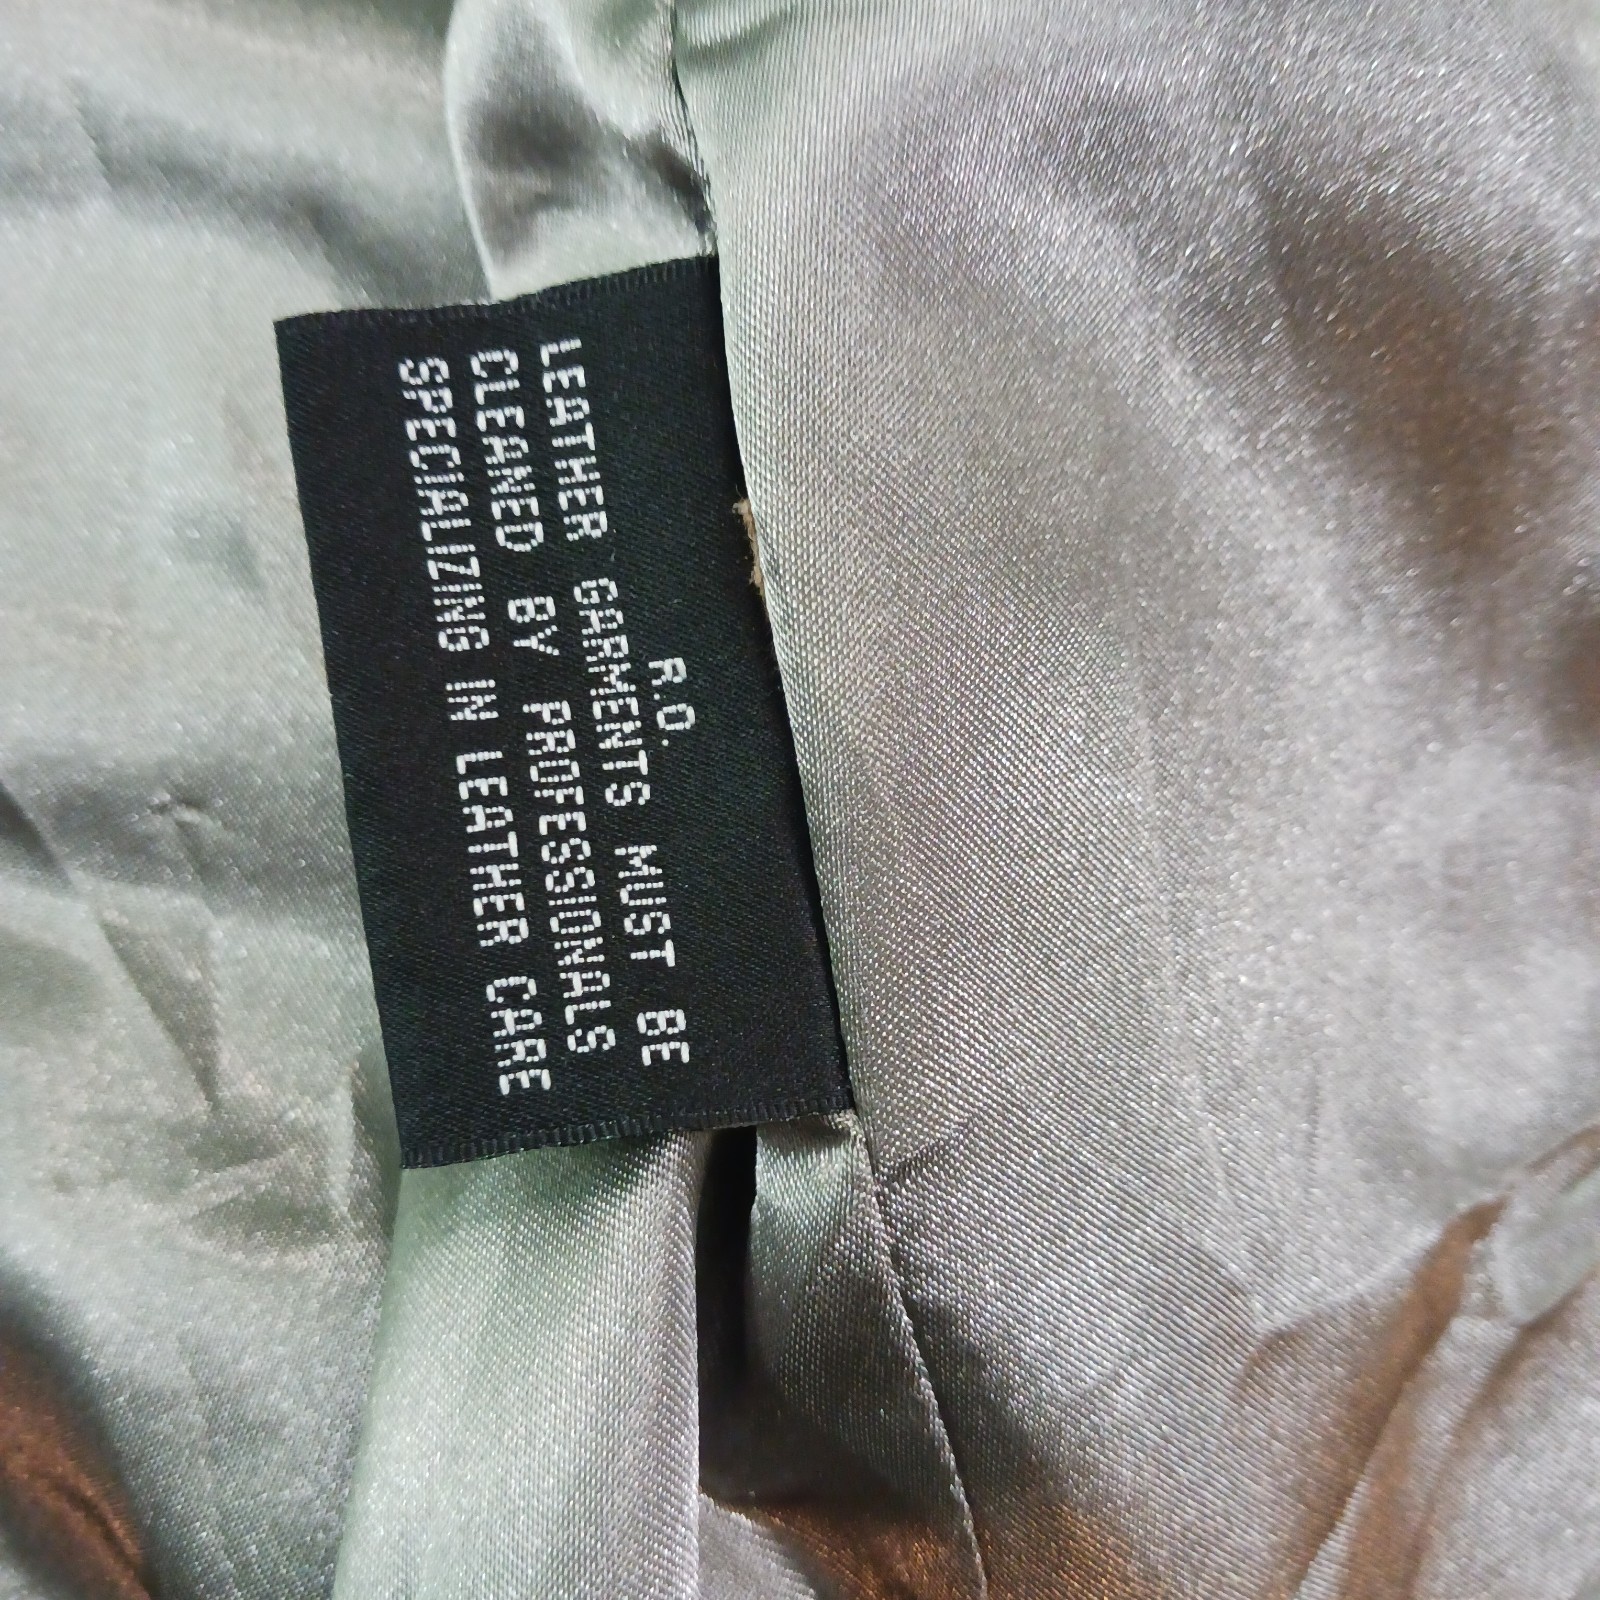 R.O.
LEATHER GARMENTS MUST BE
CLEANED BY PROFESSIONALS
SPECIALIZING IN LEATHER CARE